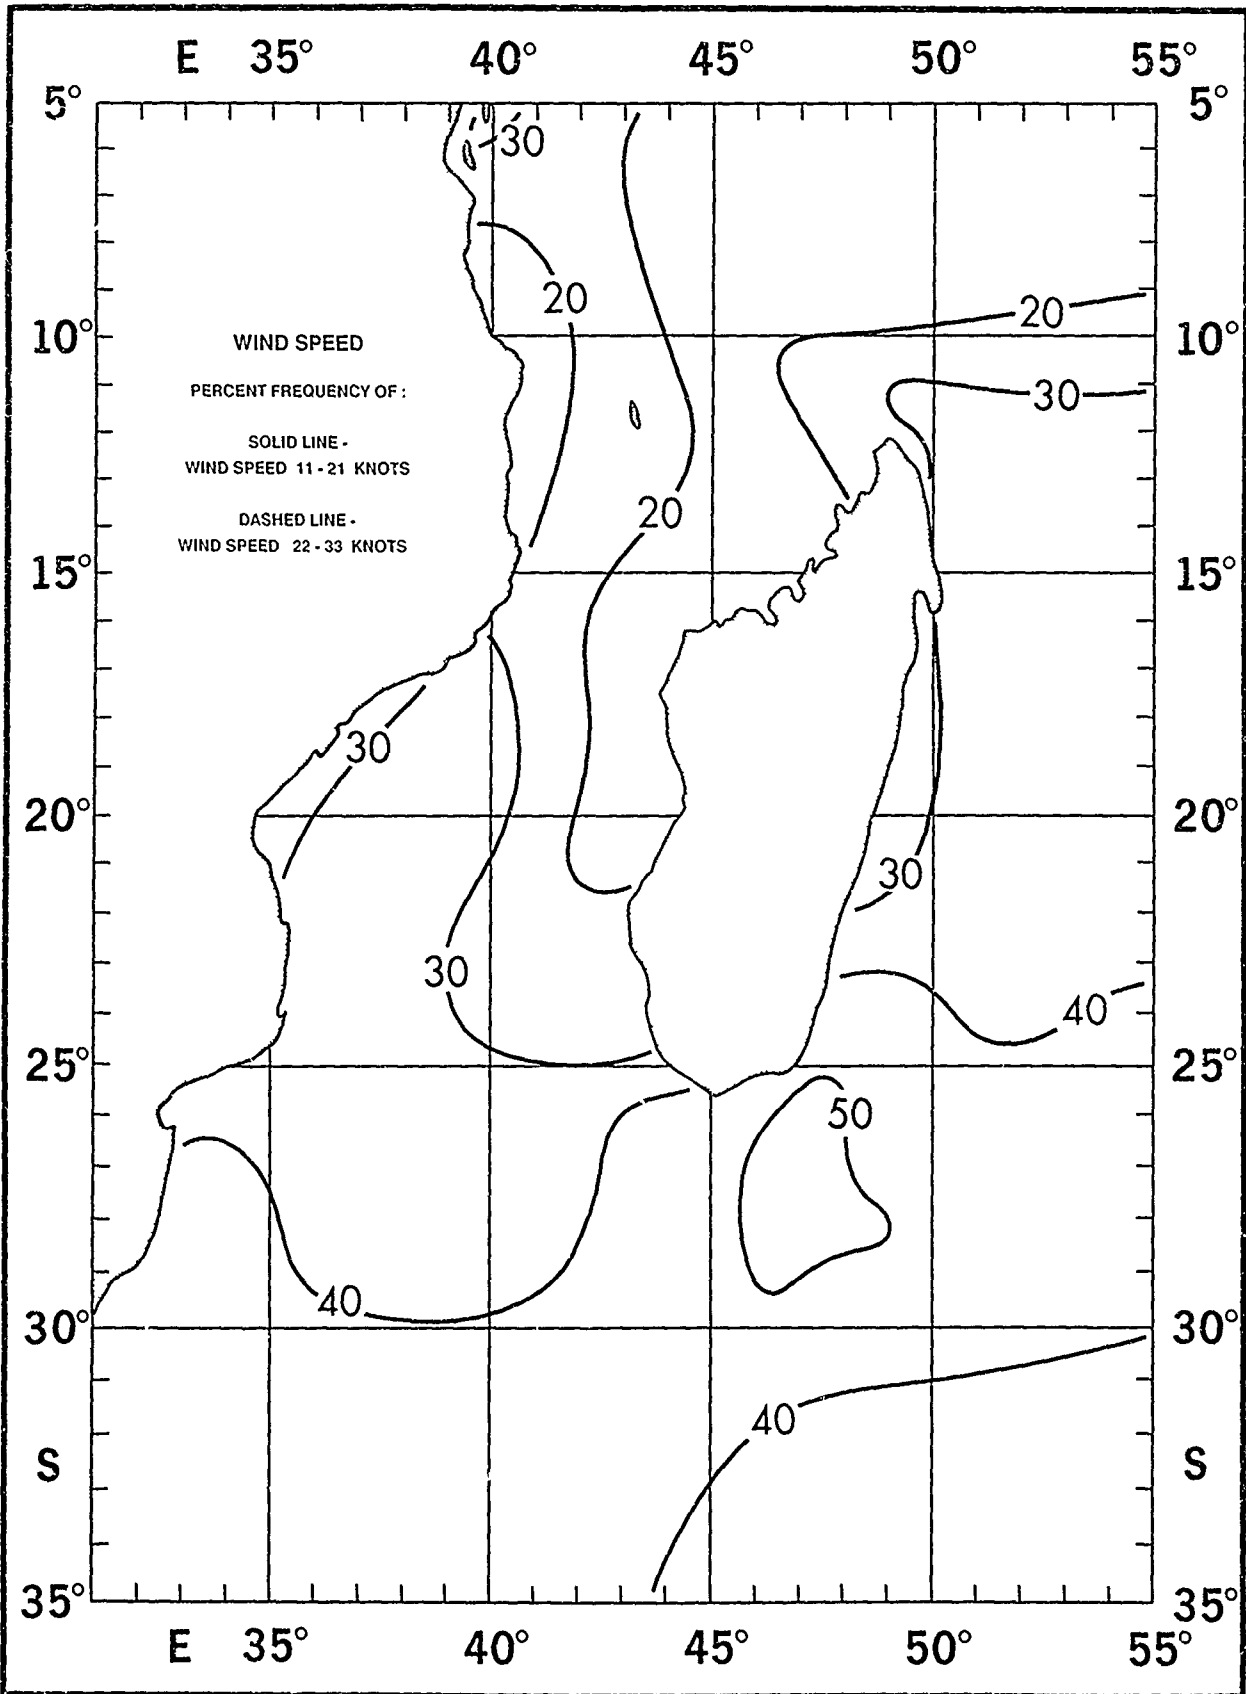 E 35° 40° 45° 50° 55°
5° 5°
30
20
20
10° 10°
WIND SPEED
30
PERCENT FREQUENCY OF :
SOLID LINE -
WIND SPEED 11 - 21 KNOTS
20
DASHED LINE -
WIND SPEED 22 - 33 KNOTS
15° 15°
30
20° 20°
30
30
40
25° 25°
50
40
30° 30°
40
S S
35° 35°
E 35° 40° 45° 50° 55°